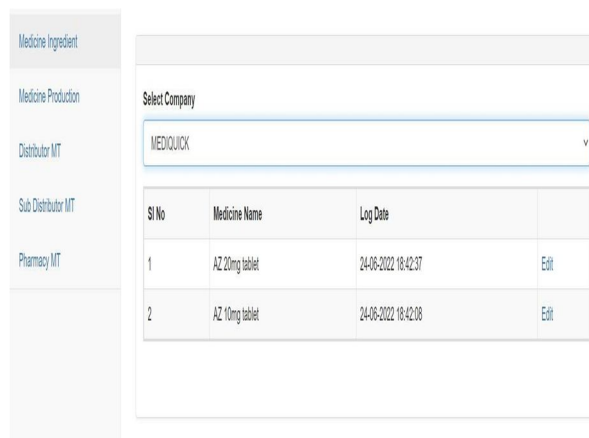 Medicine Ingredient
Medicine Production
Distributor MT
Sub Distributor MT
Pharmacy MT
Select Company
MEDIQUICK
Sl No Medicine Name Log Date
1 AZ 20mg tablet 24-06-2022 18:42:37 Edit
2 AZ 10mg tablet 24-06-2022 18:42:08 Edit